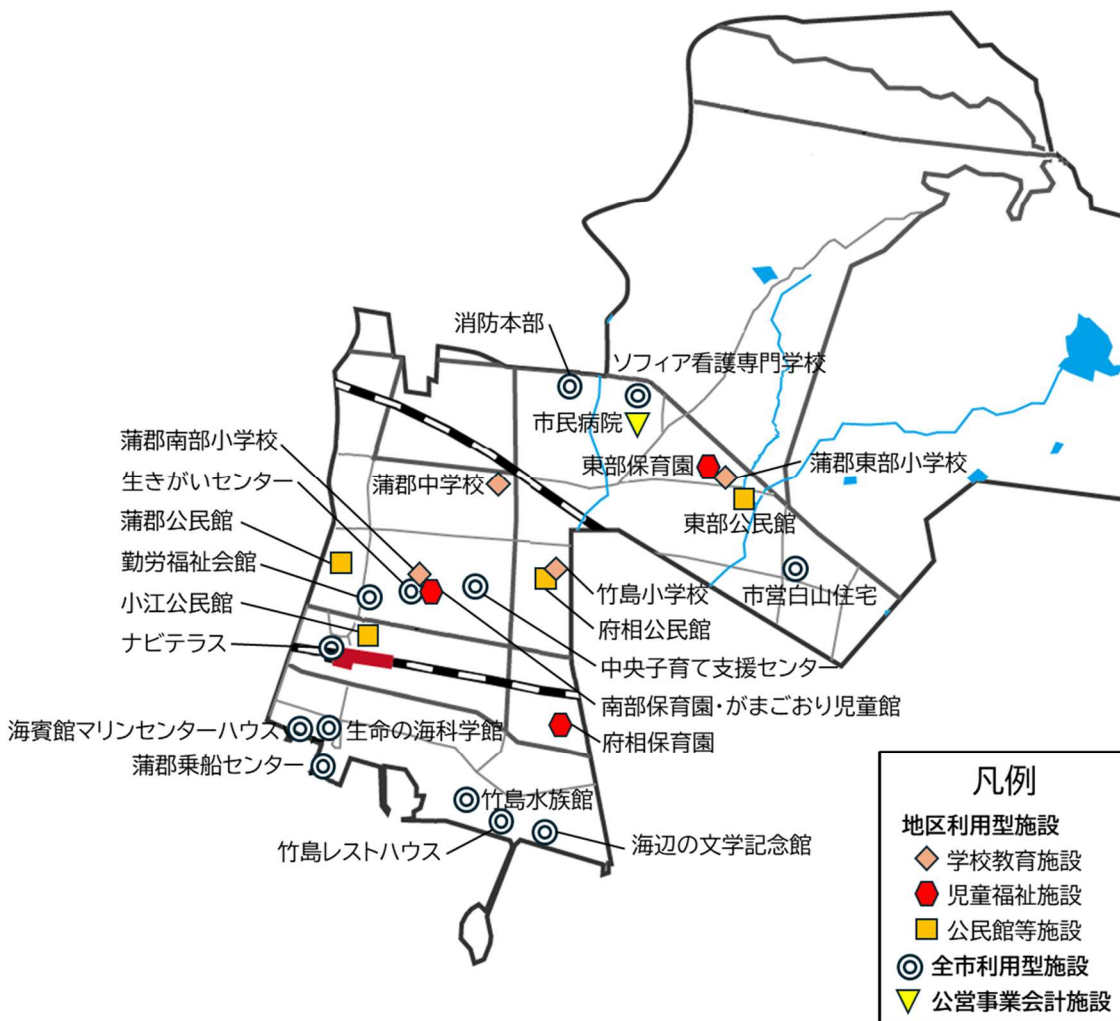 消防本部
ソフィア看護専門学校
市民病院
蒲郡南部小学校
東部保育園
蒲郡東部小学校
生きがいセンター
蒲郡中学校
蒲郡公民館
東部公民館
勤労福祉会館
竹島小学校
市営白山住宅
小江公民館
府相公民館
ナビテラス
中央子育て支援センター
南部保育園・がまごおり児童館
海賓館マリンセンターハウス
生命の海科学館
府相保育園
蒲郡乗船センター
竹島水族館
竹島レストハウス
海辺の文学記念館
凡例
地区利用型施設
学校教育施設
児童福祉施設
公民館等施設
全市利用型施設
公営事業会計施設